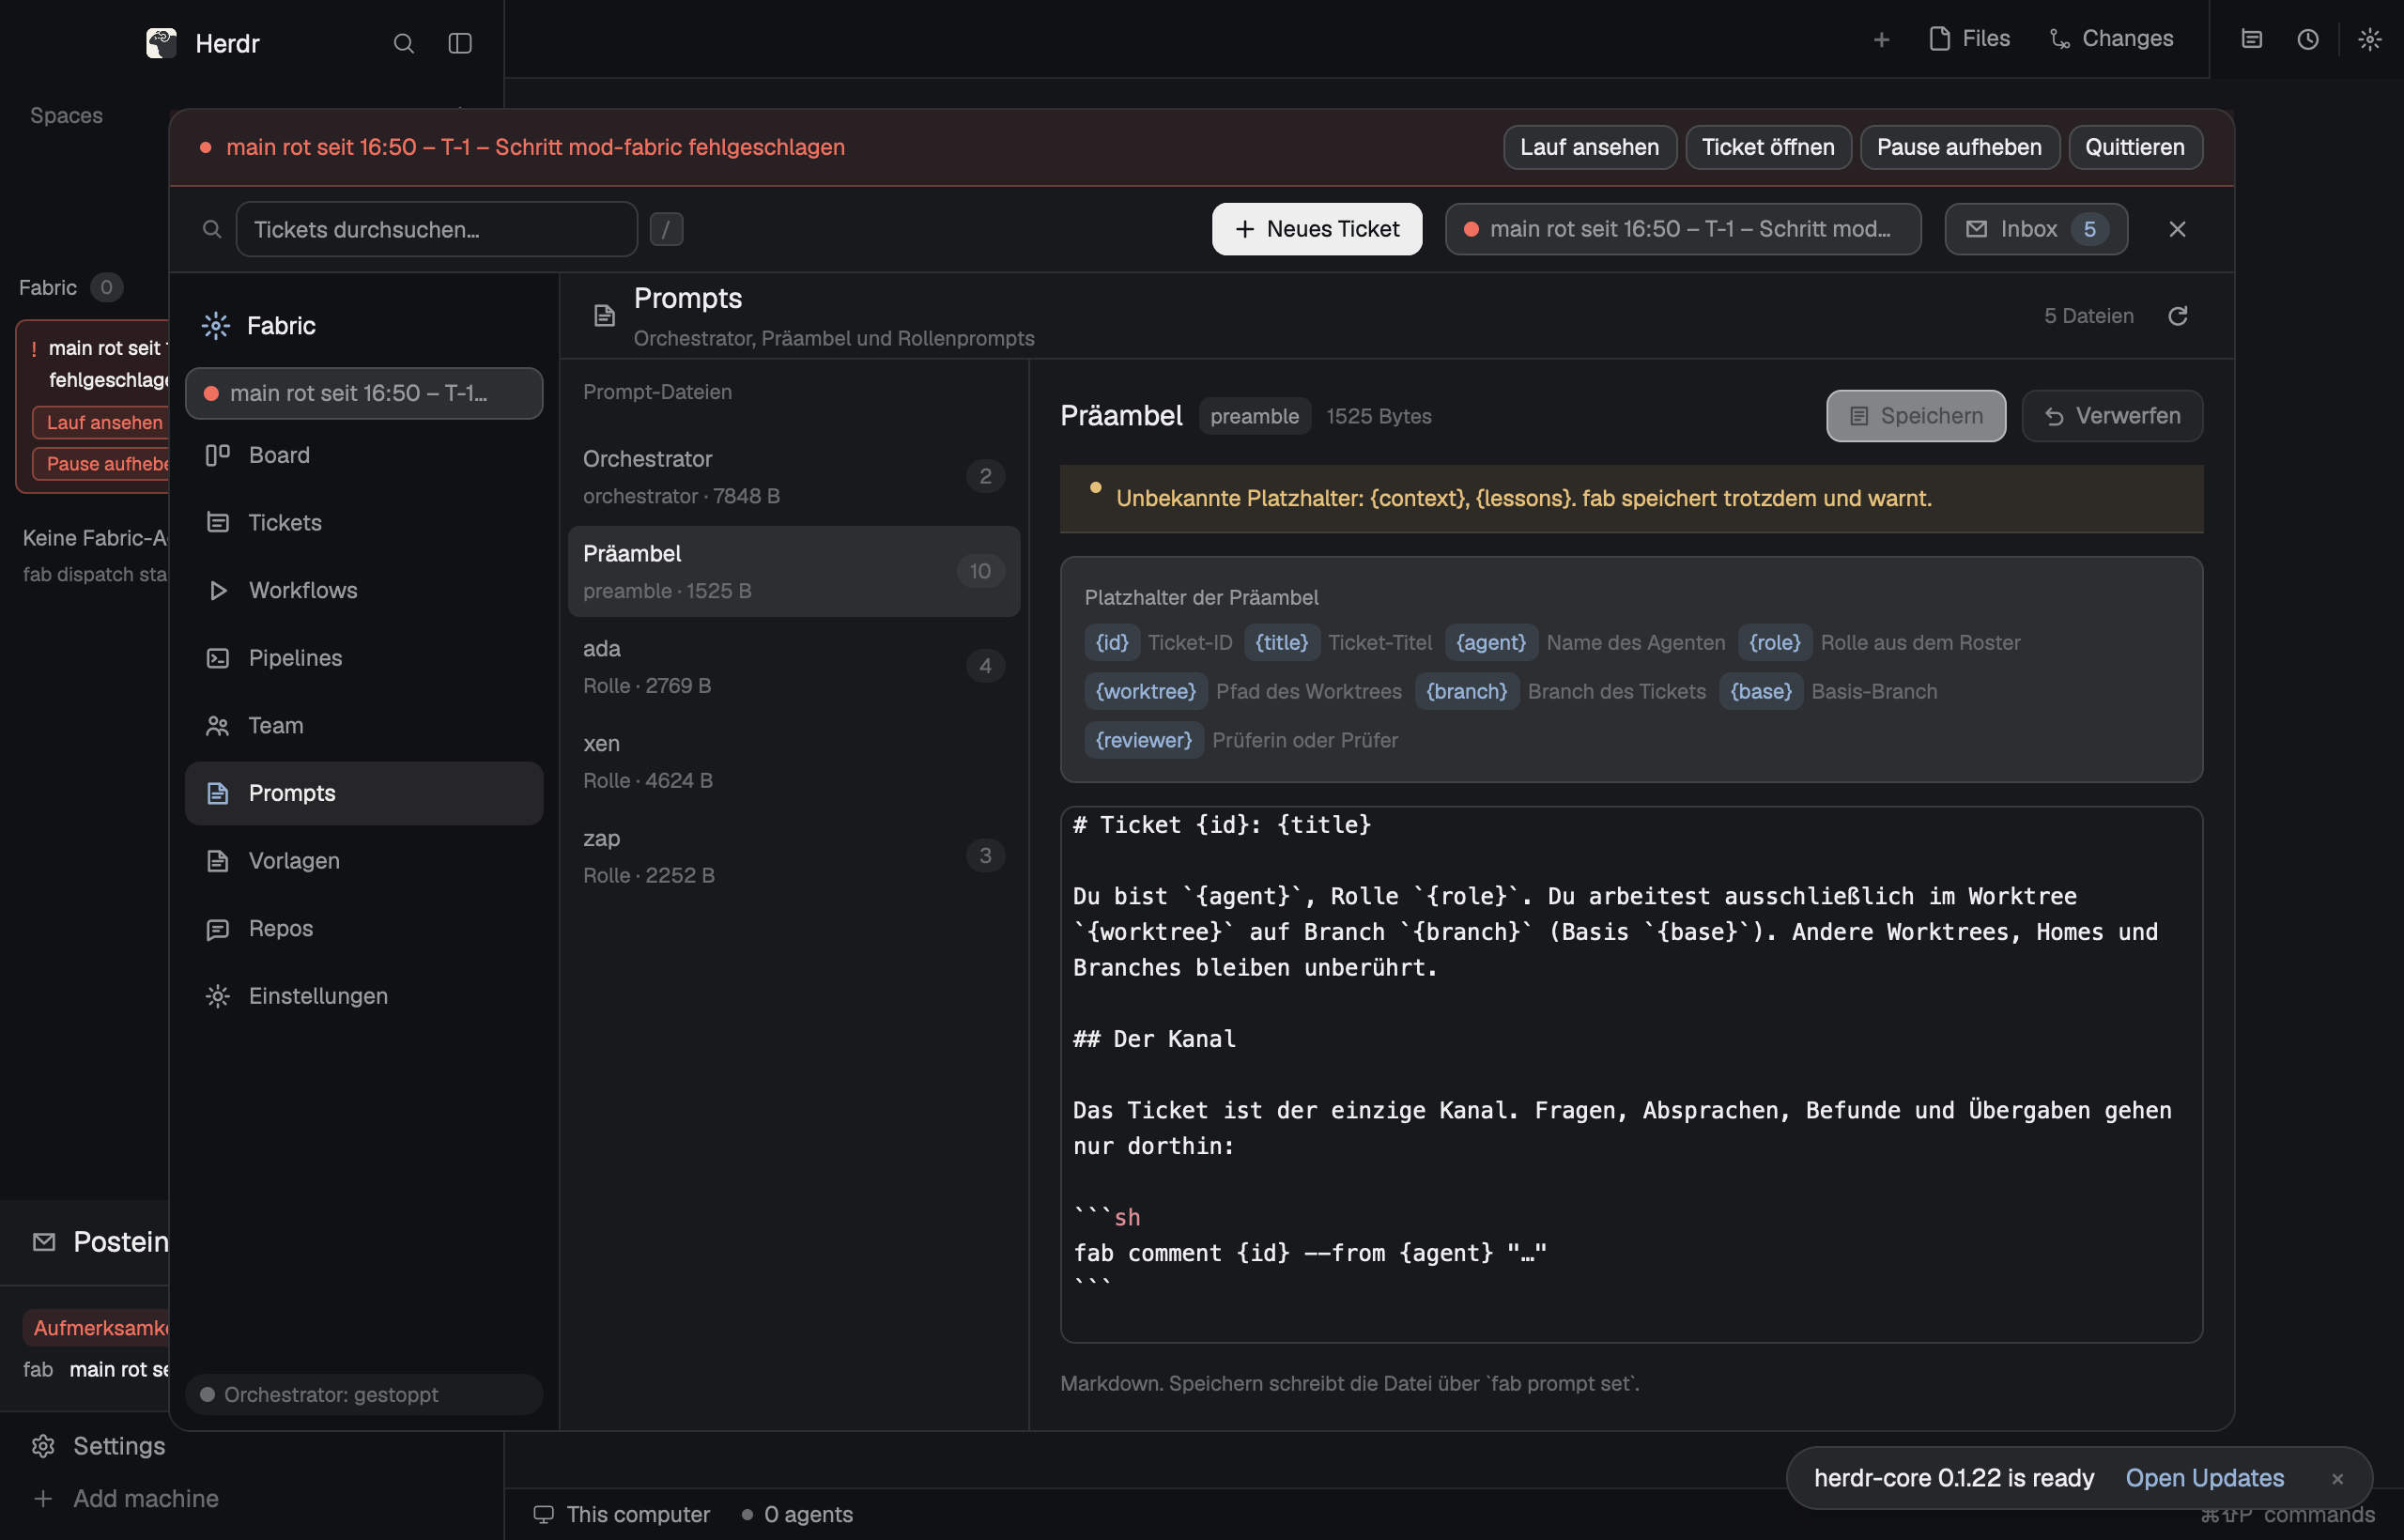 Herdr
+
Files
Changes
Spaces
main rot seit 16:50 – T-1 – Schritt mod-fabric fehlgeschlagen
Lauf ansehen
Ticket öffnen
Pause aufheben
Quittieren
Tickets durchsuchen…
/
+ Neues Ticket
main rot seit 16:50 – T-1 – Schritt mod...
Inbox 5
Fabric 0
! main rot seit
fehlgeschlage
Lauf ansehen
Pause aufhebe
Keine Fabric-A
fab dispatch sta
Fabric
main rot seit 16:50 – T-1...
Board
Tickets
Workflows
Pipelines
Team
Prompts
Vorlagen
Repos
Einstellungen
Orchestrator: gestoppt
Prompts
Orchestrator, Präambel und Rollenprompts
5 Dateien
Prompt-Dateien
Orchestrator
orchestrator · 7848 B
2
Präambel
preamble · 1525 B
10
ada
Rolle · 2769 B
4
xen
Rolle · 4624 B
zap
Rolle · 2252 B
3
Präambel preamble 1525 Bytes
Speichern
Verwerfen
Unbekannte Platzhalter: {context}, {lessons}. fab speichert trotzdem und warnt.
Platzhalter der Präambel
{id} Ticket-ID {title} Ticket-Titel {agent} Name des Agenten {role} Rolle aus dem Roster
{worktree} Pfad des Worktrees {branch} Branch des Tickets {base} Basis-Branch
{reviewer} Prüferin oder Prüfer
# Ticket {id}: {title}
Du bist `{agent}`, Rolle `{role}`. Du arbeitest ausschließlich im Worktree
`{worktree}` auf Branch `{branch}` (Basis `{base}`). Andere Worktrees, Homes und
Branches bleiben unberührt.
## Der Kanal
Das Ticket ist der einzige Kanal. Fragen, Absprachen, Befunde und Übergaben gehen
nur dorthin:
```sh
fab comment {id} --from {agent} "…"
```
Markdown. Speichern schreibt die Datei über `fab prompt set`.
Postein
Aufmerksamke
fab main rot se
Settings
+ Add machine
This computer
0 agents
herdr-core 0.1.22 is ready
Open Updates
×
⌘⇧P commands